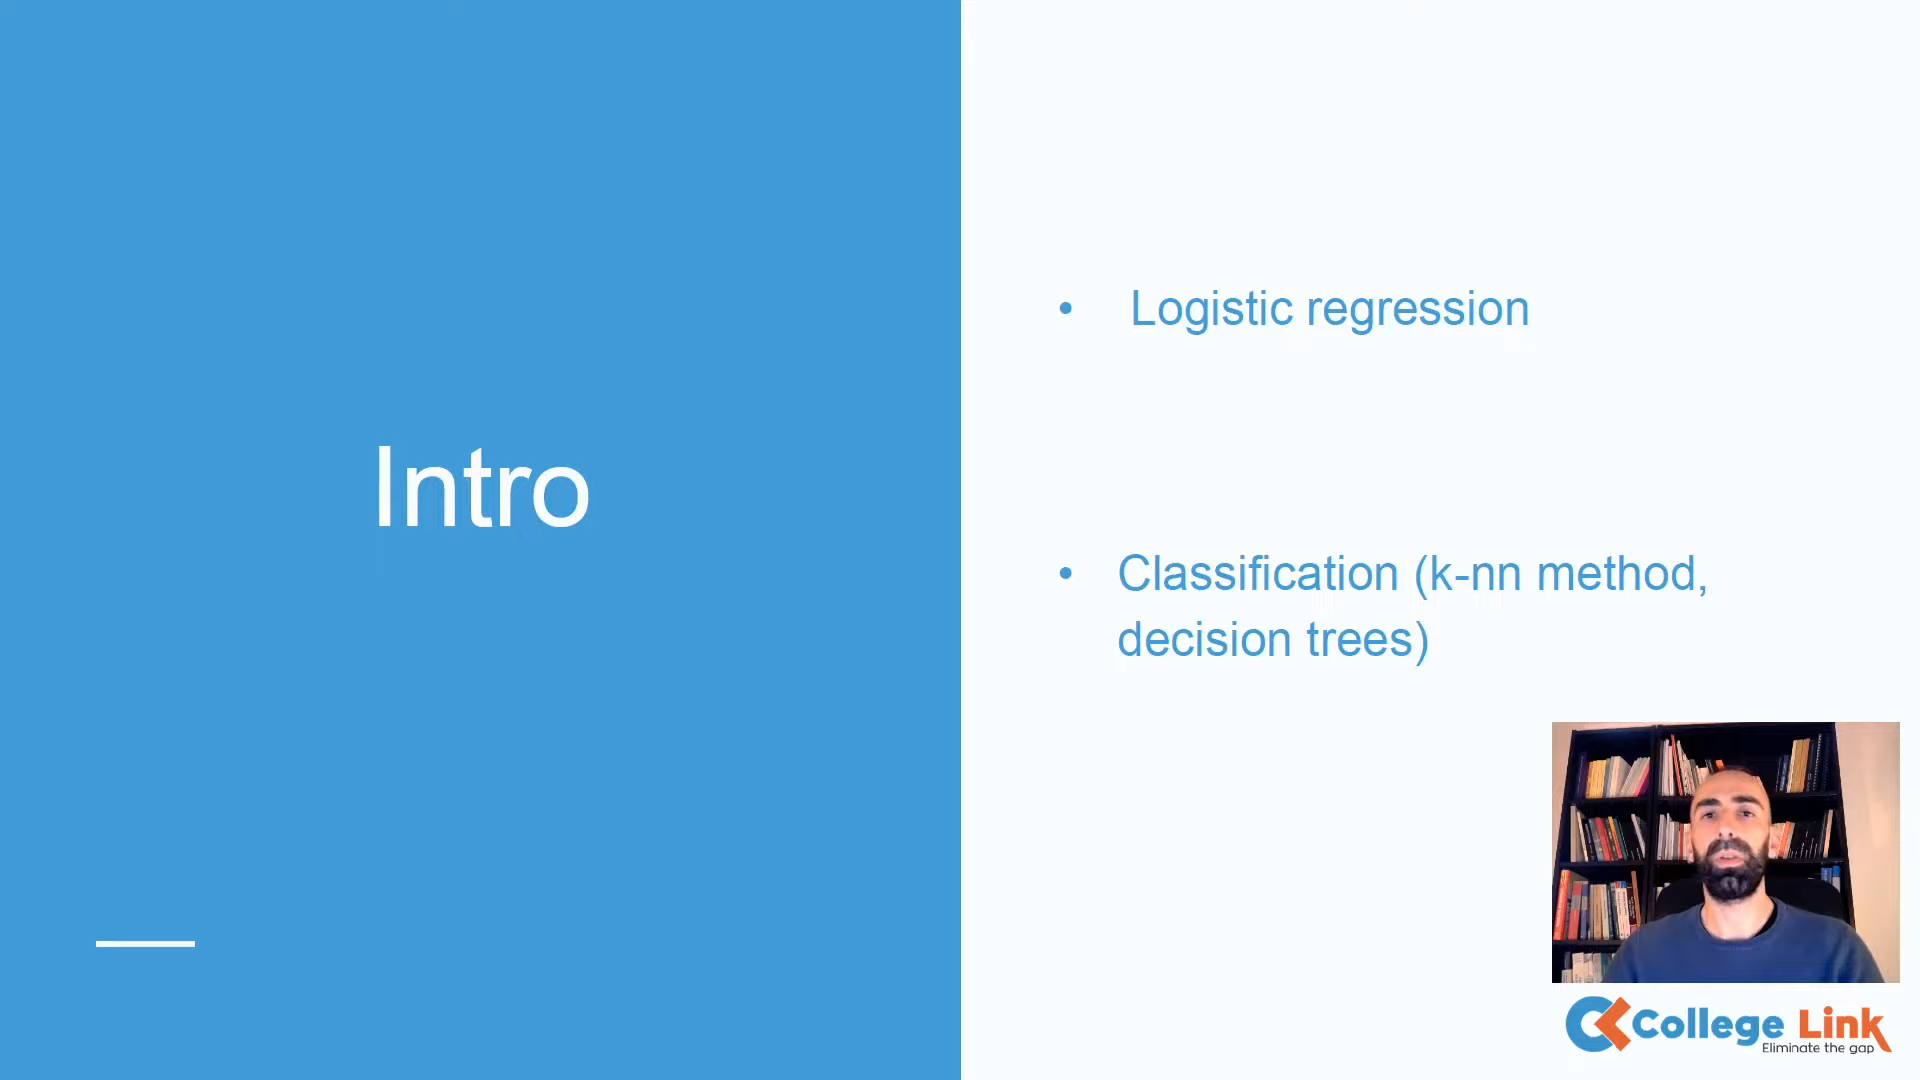 Intro
• Logistic regression
• Classification (k-nn method,
decision trees)
College Link
Eliminate the gap